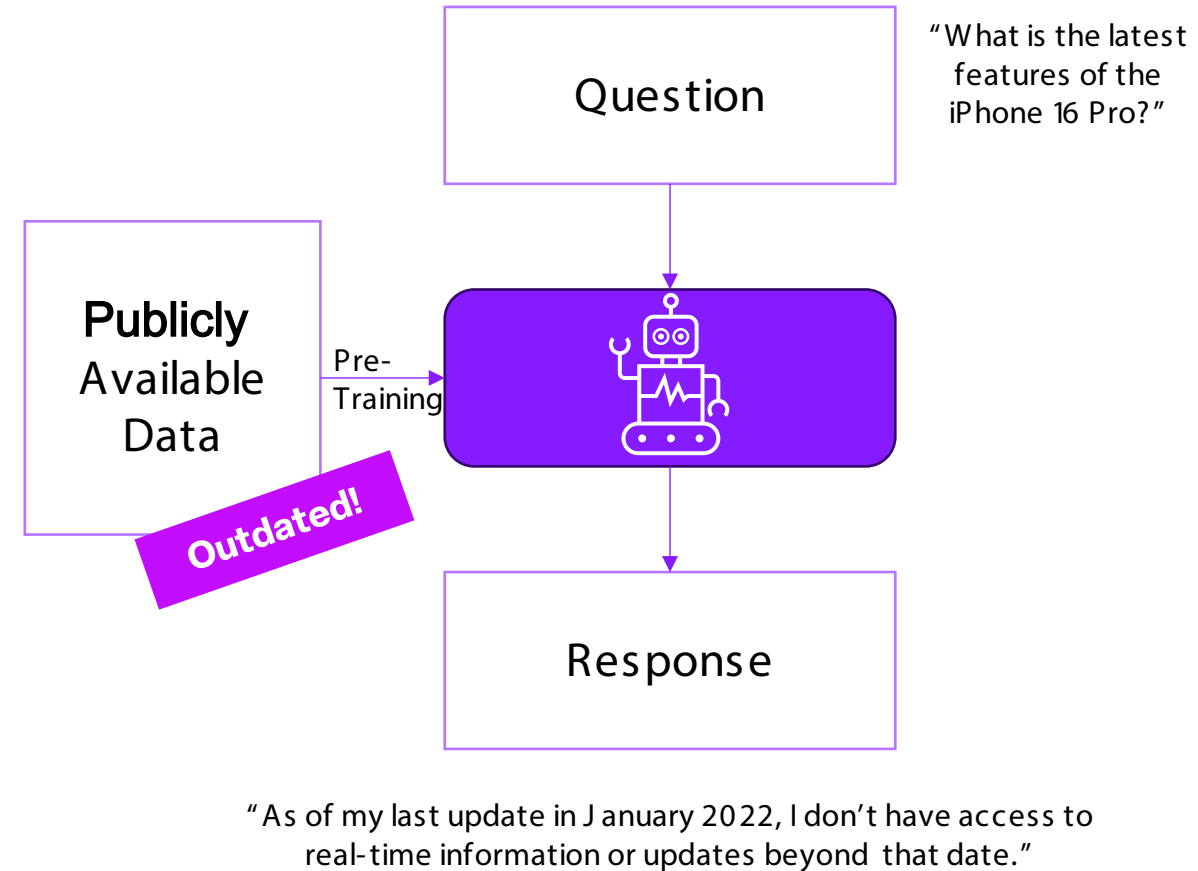 Question
“What is the latest
features of the
iPhone 16 Pro?”
Publicly
Available
Data
Pre-
Training
Outdated!
Response
“As of my last update in January 2022, I don’t have access to
real-time information or updates beyond that date.”